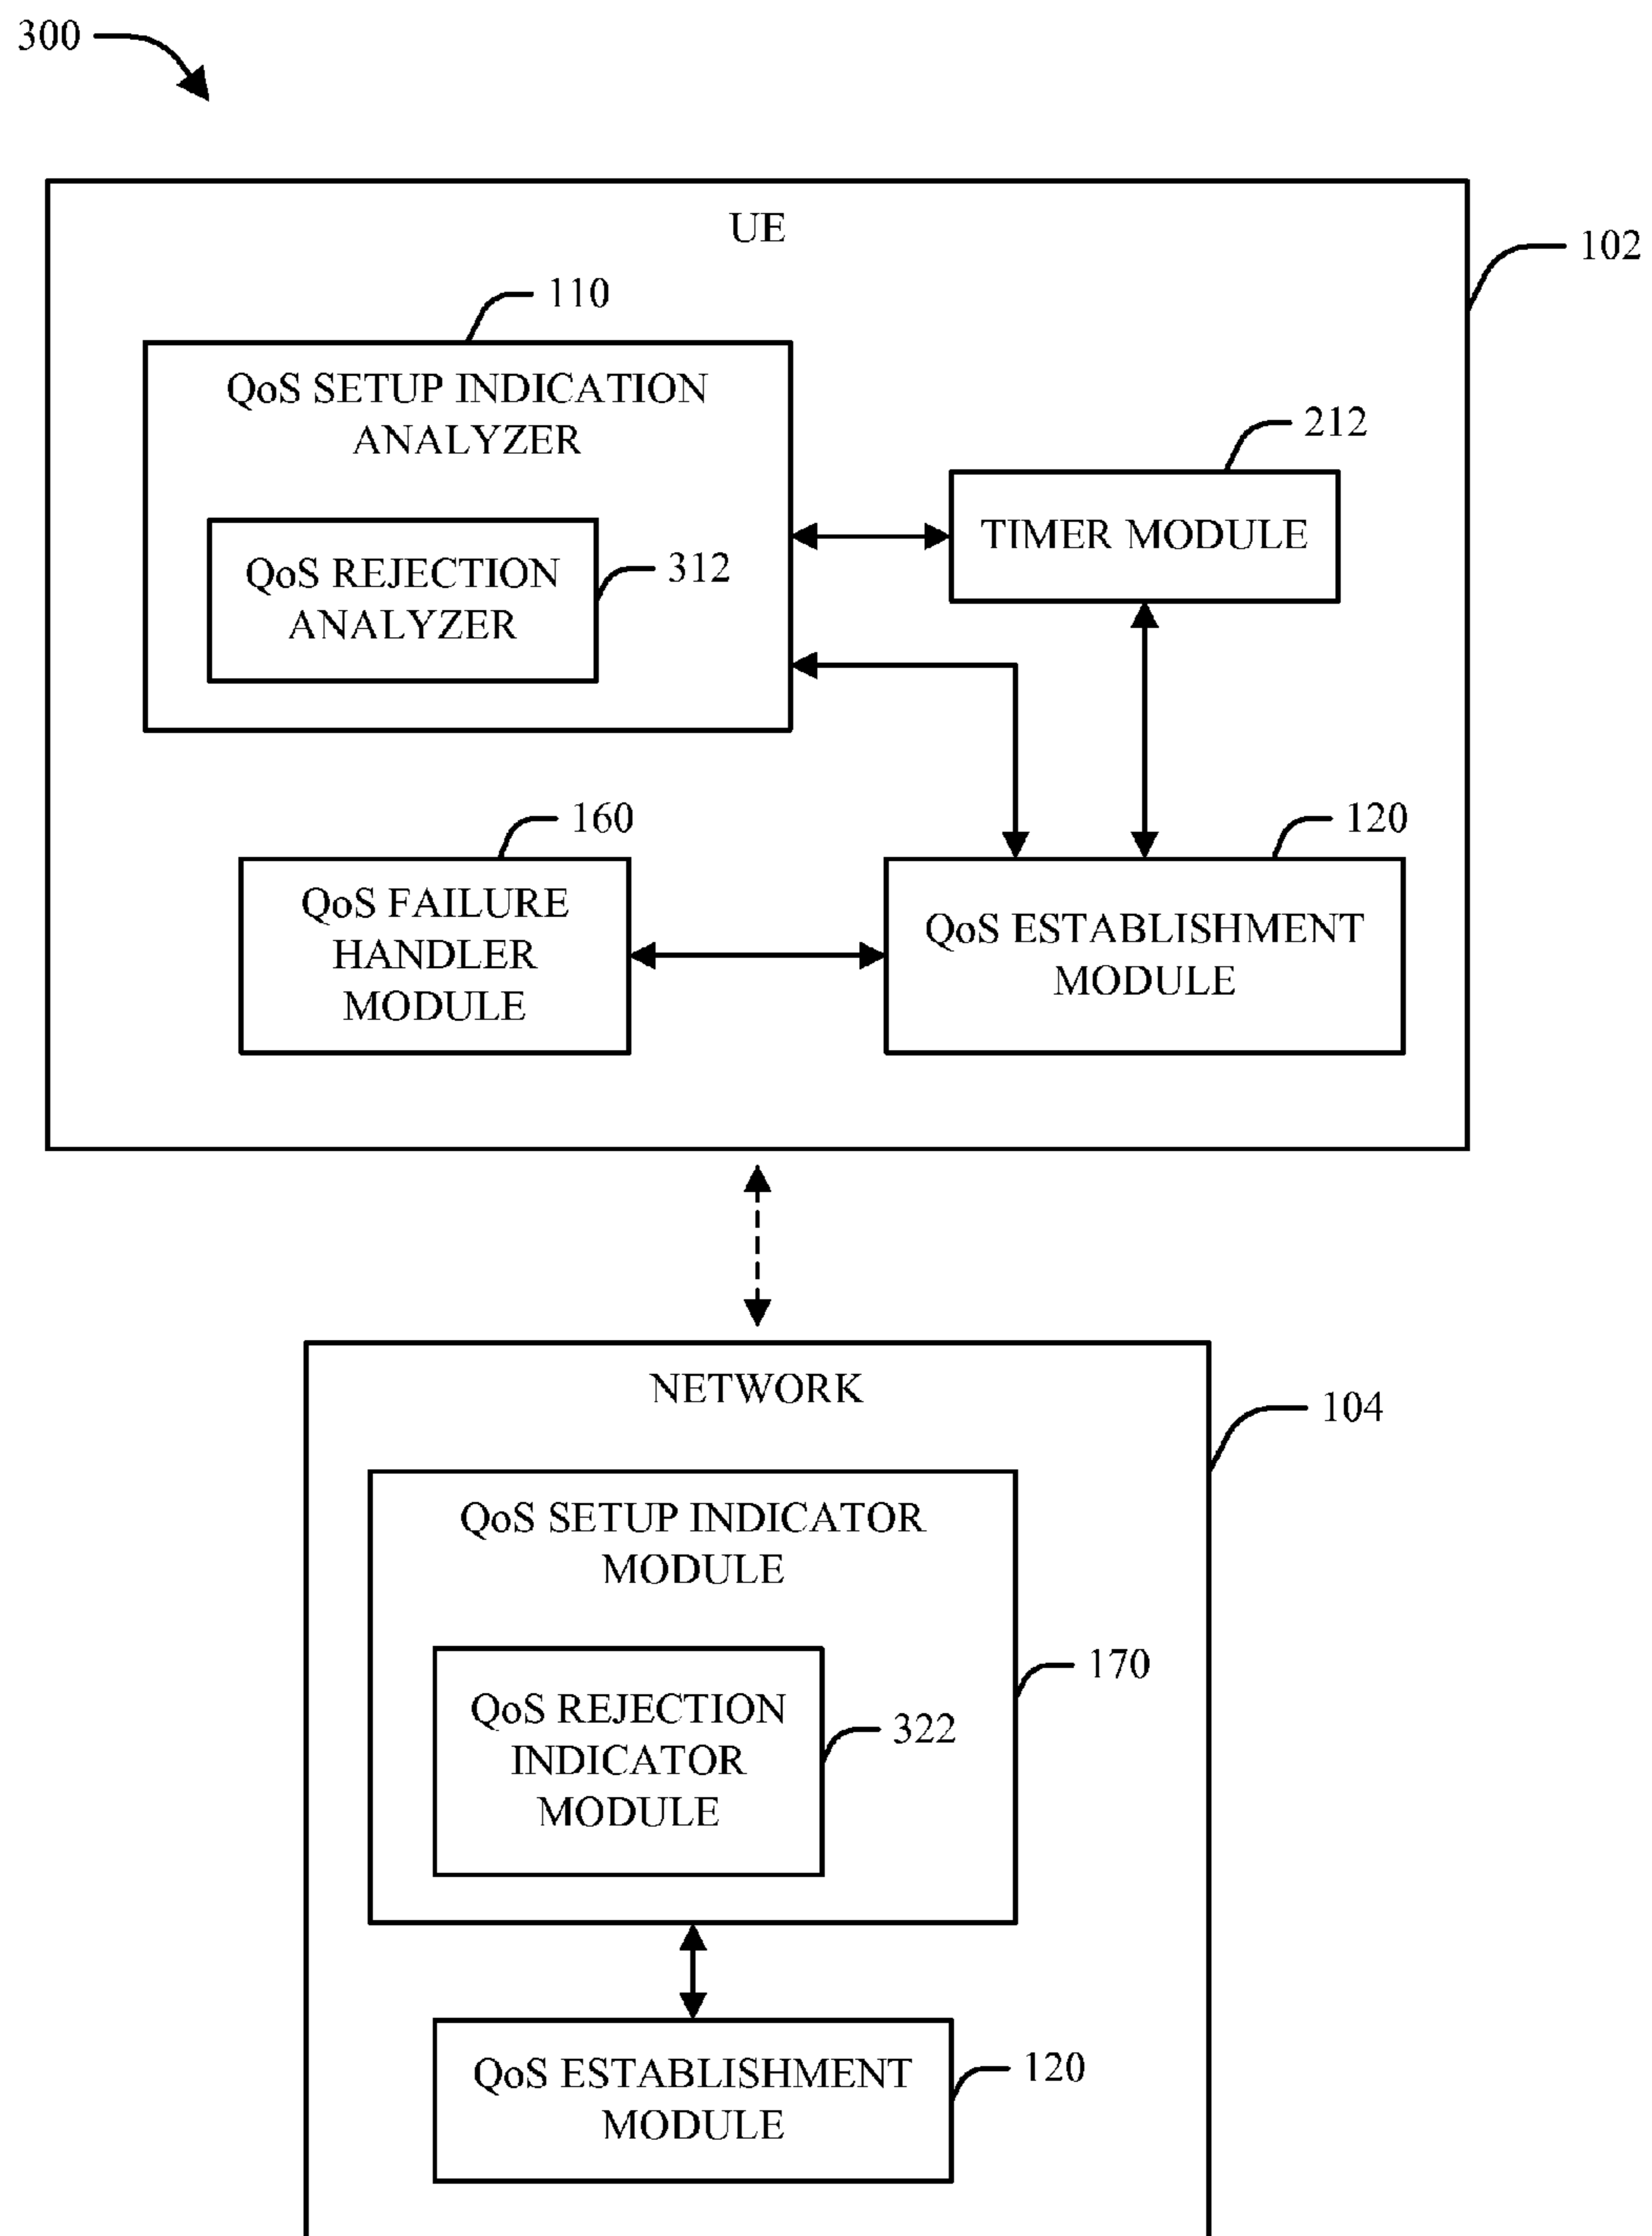 300
UE
102
110
QoS SETUP INDICATION
ANALYZER
212
TIMER MODULE
QoS REJECTION
ANALYZER
312
160
120
QoS FAILURE
HANDLER
MODULE
QoS ESTABLISHMENT
MODULE
NETWORK
104
QoS SETUP INDICATOR
MODULE
170
QoS REJECTION
INDICATOR
MODULE
322
QoS ESTABLISHMENT
MODULE
120